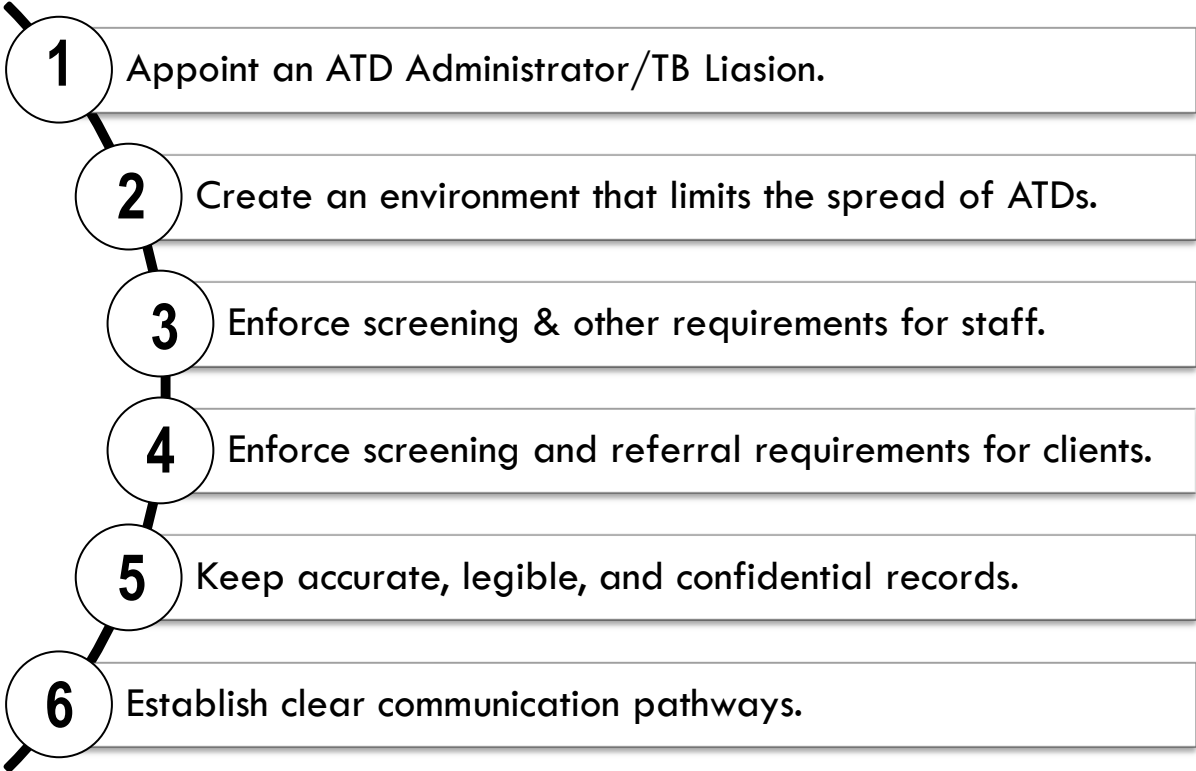 1 Appoint an ATD Administrator/TB Liasion.
2 Create an environment that limits the spread of ATDs.
3 Enforce screening & other requirements for staff.
4 Enforce screening and referral requirements for clients.
5 Keep accurate, legible, and confidential records.
6 Establish clear communication pathways.